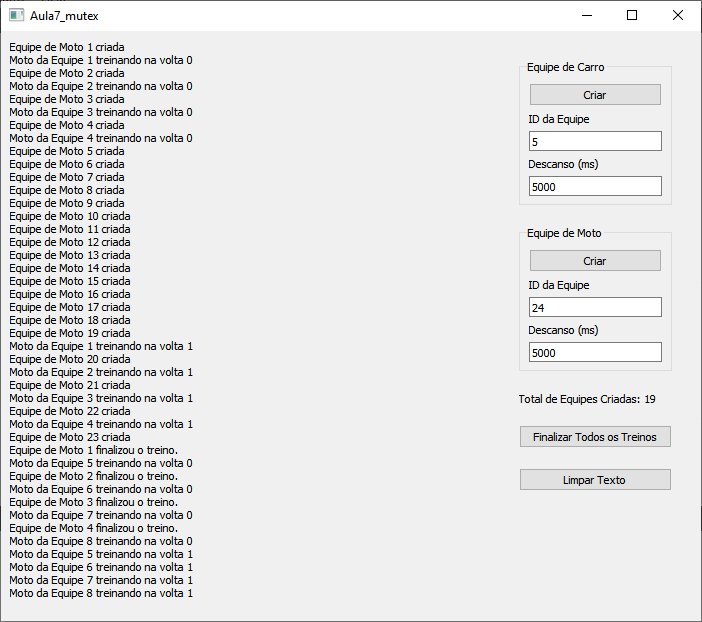 Aula7_mutex
Equipe de Moto 1 criada
Moto da Equipe 1 treinando na volta 0
Equipe de Moto 2 criada
Moto da Equipe 2 treinando na volta 0
Equipe de Moto 3 criada
Moto da Equipe 3 treinando na volta 0
Equipe de Moto 4 criada
Moto da Equipe 4 treinando na volta 0
Equipe de Moto 5 criada
Equipe de Moto 6 criada
Equipe de Moto 7 criada
Equipe de Moto 8 criada
Equipe de Moto 9 criada
Equipe de Moto 10 criada
Equipe de Moto 11 criada
Equipe de Moto 12 criada
Equipe de Moto 13 criada
Equipe de Moto 14 criada
Equipe de Moto 15 criada
Equipe de Moto 16 criada
Equipe de Moto 17 criada
Equipe de Moto 18 criada
Equipe de Moto 19 criada
Moto da Equipe 1 treinando na volta 1
Equipe de Moto 20 criada
Moto da Equipe 2 treinando na volta 1
Equipe de Moto 21 criada
Moto da Equipe 3 treinando na volta 1
Equipe de Moto 22 criada
Moto da Equipe 4 treinando na volta 1
Equipe de Moto 23 criada
Equipe de Moto 1 finalizou o treino.
Moto da Equipe 5 treinando na volta 0
Equipe de Moto 2 finalizou o treino.
Moto da Equipe 6 treinando na volta 0
Equipe de Moto 3 finalizou o treino.
Moto da Equipe 7 treinando na volta 0
Equipe de Moto 4 finalizou o treino.
Moto da Equipe 8 treinando na volta 0
Moto da Equipe 5 treinando na volta 1
Moto da Equipe 6 treinando na volta 1
Moto da Equipe 7 treinando na volta 1
Moto da Equipe 8 treinando na volta 1
Equipe de Carro
Criar
ID da Equipe
5
Descanso (ms)
5000
Equipe de Moto
Criar
ID da Equipe
24
Descanso (ms)
5000
Total de Equipes Criadas: 19
Finalizar Todos os Treinos
Limpar Texto